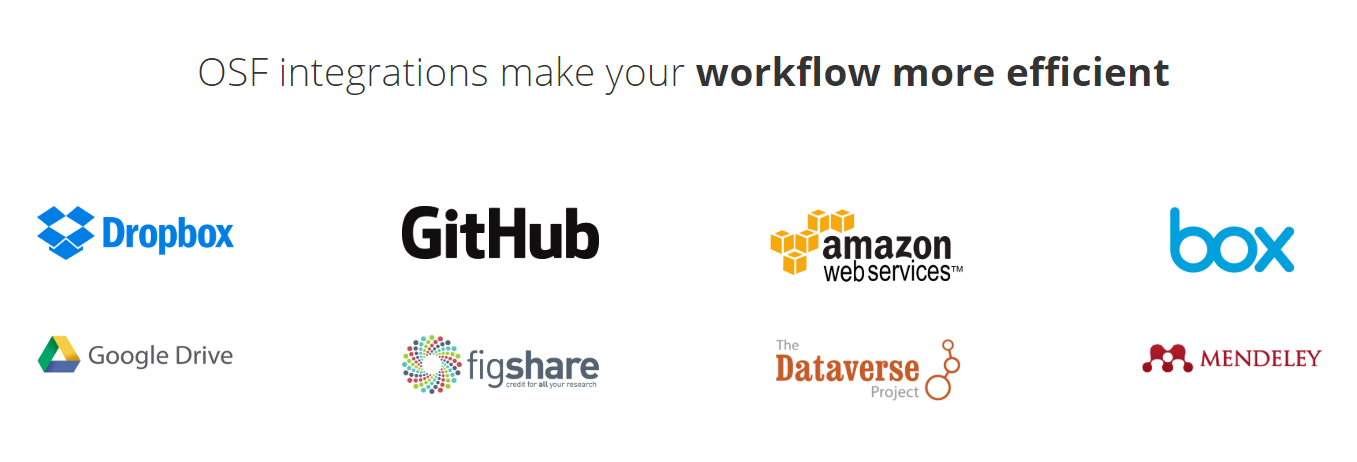 OSF integrations make your workflow more efficient
Dropbox
GitHub
amazon
web services™
box
Google Drive
figshare
credit for all your research
The
Dataverse
Project
MENDELEY